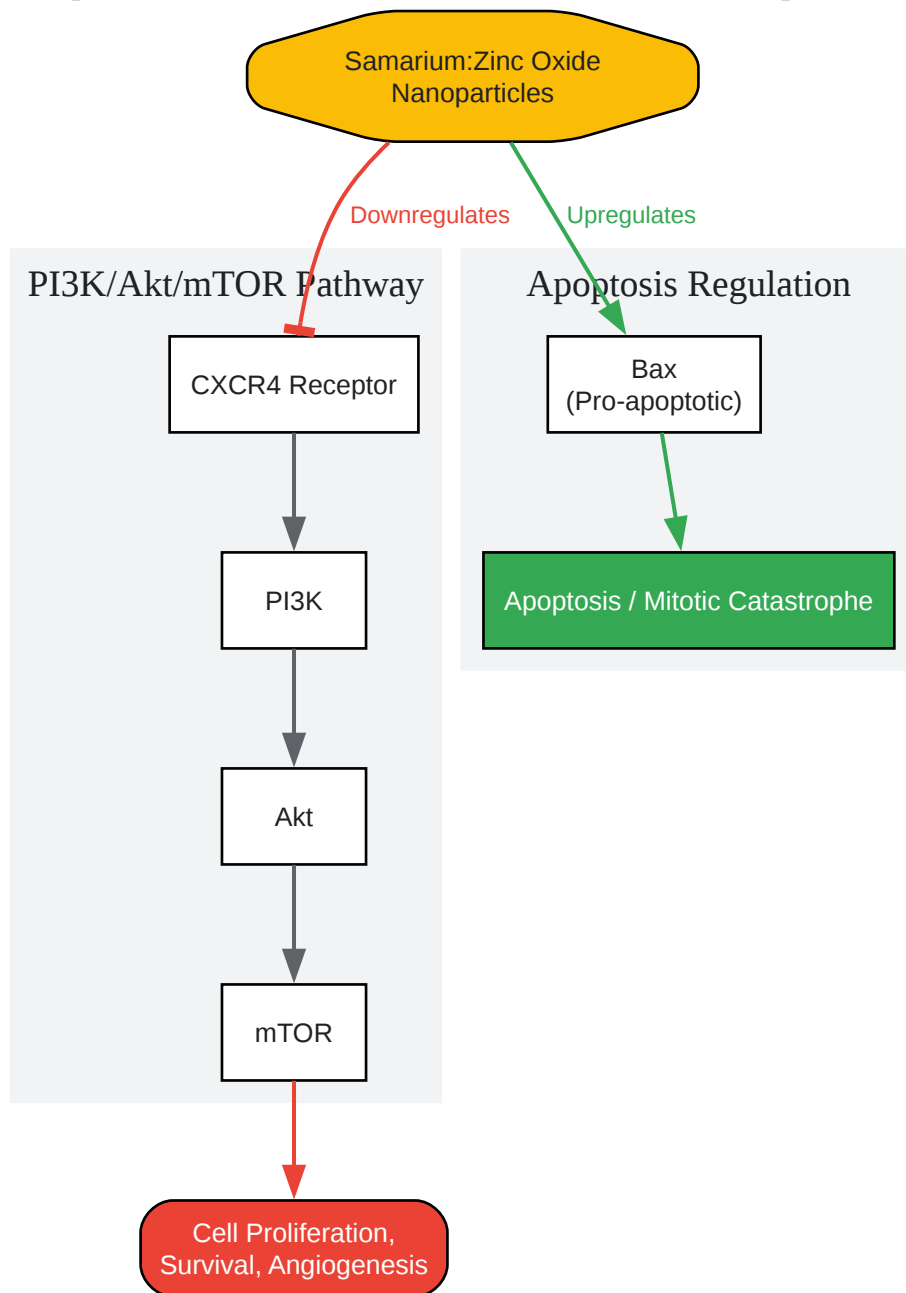 Samarium:Zinc Oxide
Nanoparticles
Downregulates
Upregulates
PI3K/Akt/mTOR Pathway
Apoptosis Regulation
CXCR4 Receptor
Bax
(Pro-apoptotic)
PI3K
Apoptosis / Mitotic Catastrophe
Akt
mTOR
Cell Proliferation,
Survival, Angiogenesis